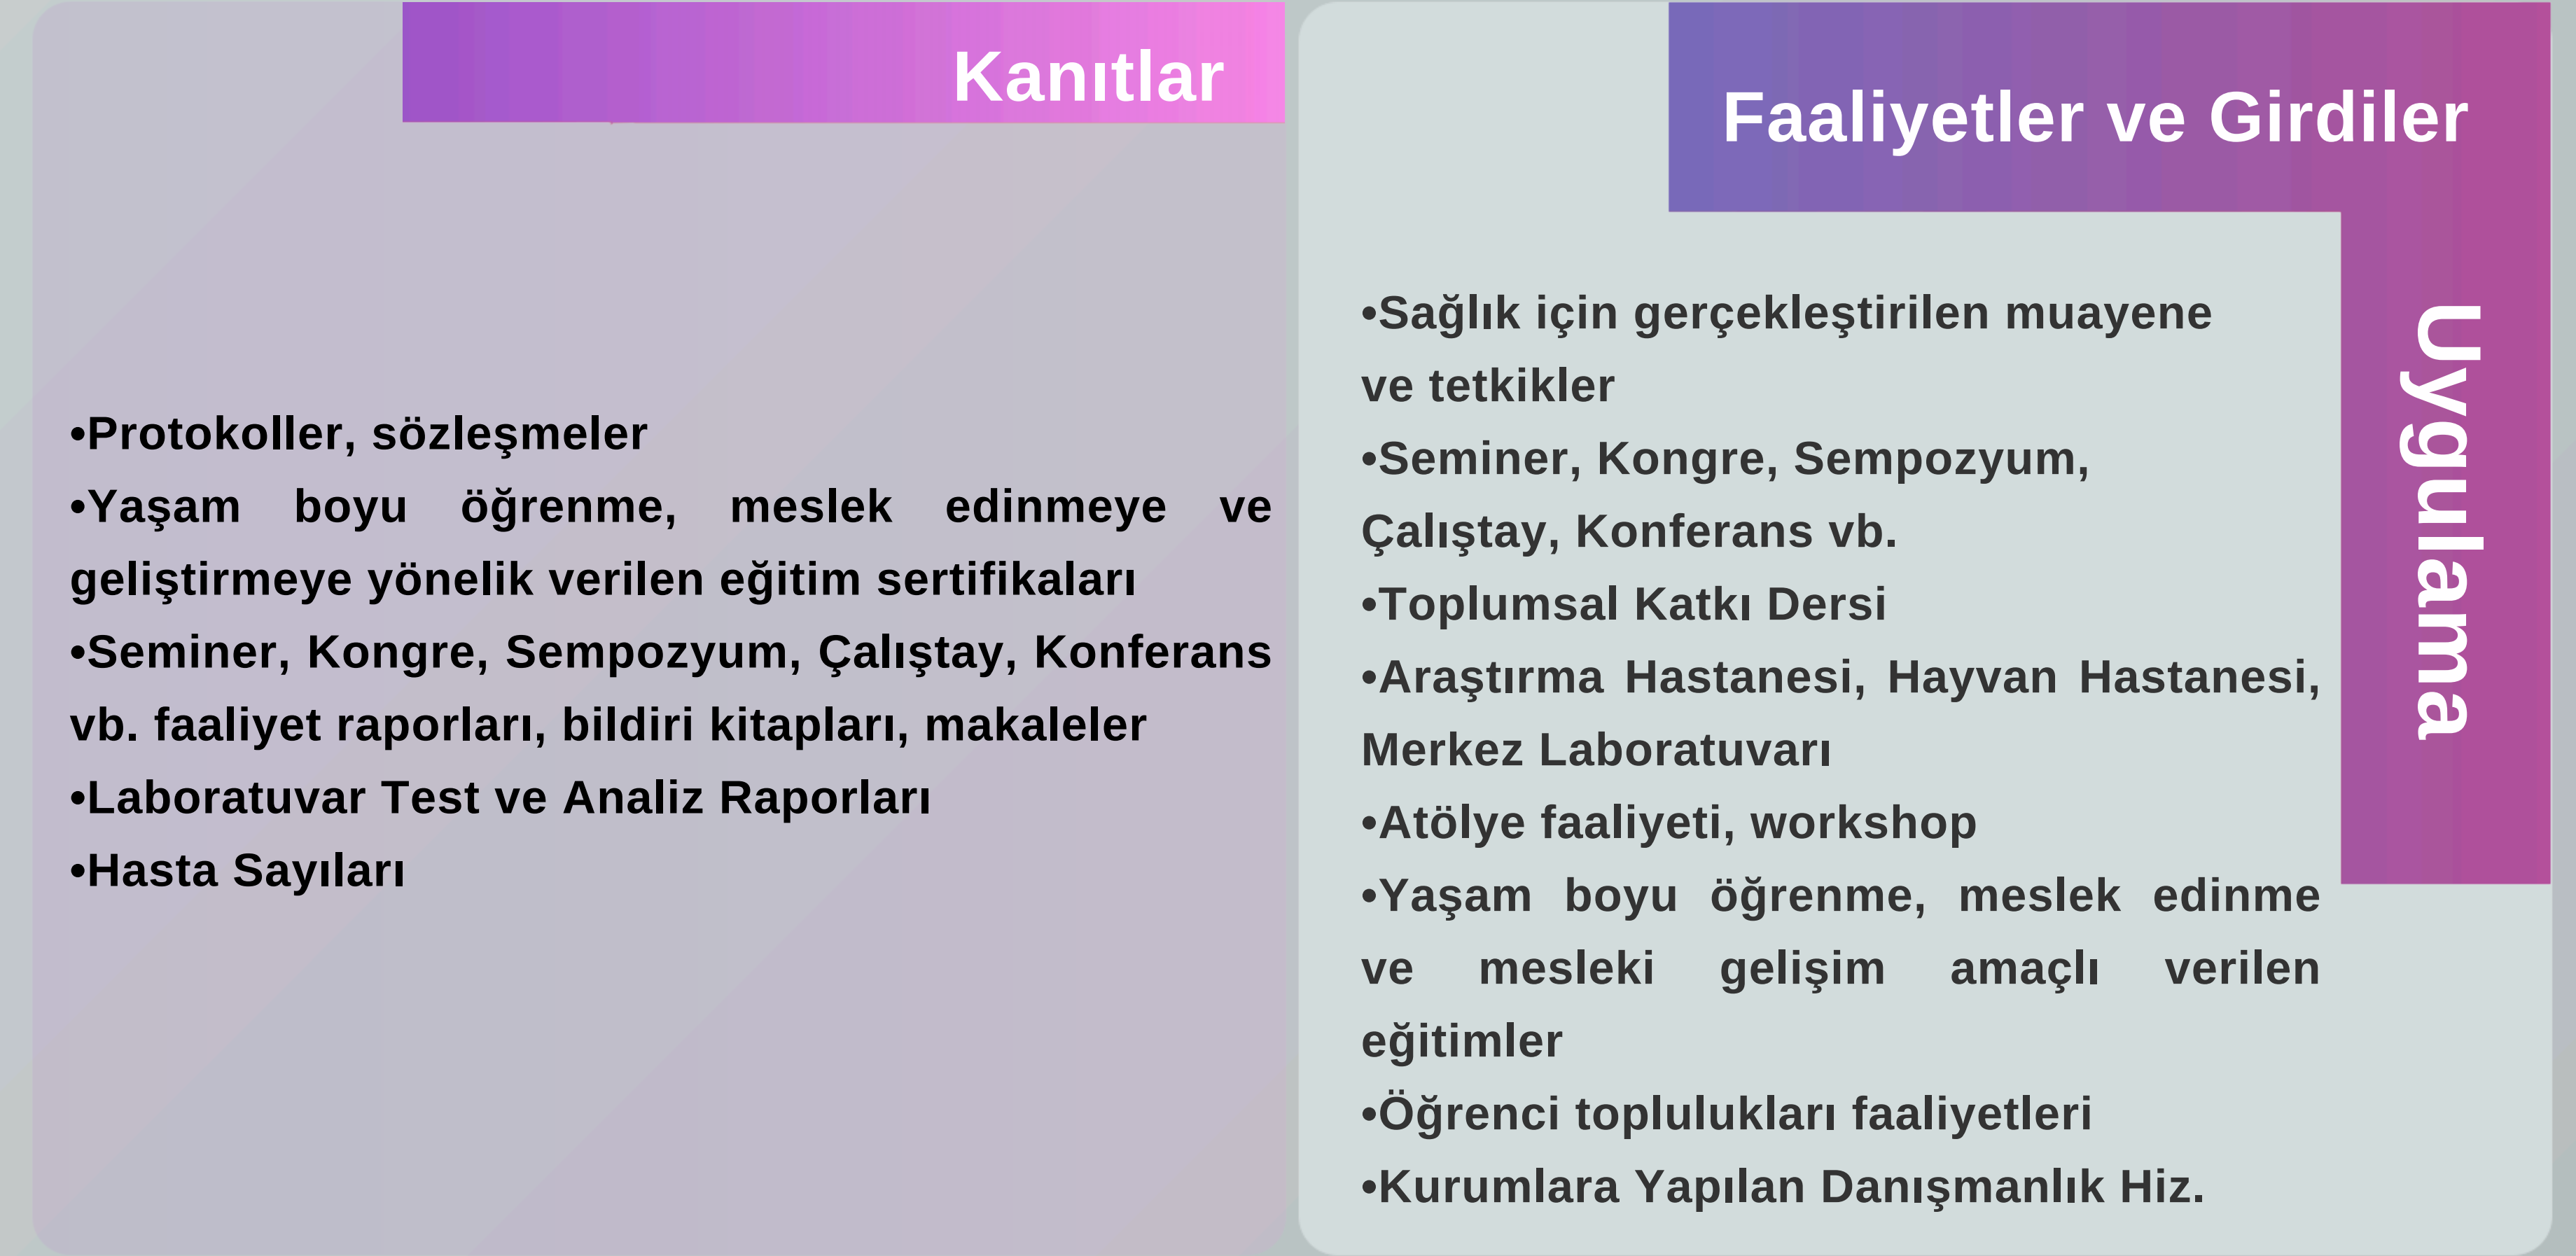 Kanıtlar
•Protokoller, sözleşmeler
•Yaşam boyu öğrenme, meslek edinmeye ve
geliştirmeye yönelik verilen eğitim sertifikaları
•Seminer, Kongre, Sempozyum, Çalıştay, Konferans
vb. faaliyet raporları, bildiri kitapları, makaleler
•Laboratuvar Test ve Analiz Raporları
•Hasta Sayıları
Faaliyetler ve Girdiler
Uygulama
•Sağlık için gerçekleştirilen muayene
ve tetkikler
•Seminer, Kongre, Sempozyum,
Çalıştay, Konferans vb.
•Toplumsal Katkı Dersi
•Araştırma Hastanesi, Hayvan Hastanesi,
Merkez Laboratuvarı
•Atölye faaliyeti, workshop
•Yaşam boyu öğrenme, meslek edinme
ve mesleki gelişim amaçlı verilen
eğitimler
•Öğrenci toplulukları faaliyetleri
•Kurumlara Yapılan Danışmanlık Hiz.